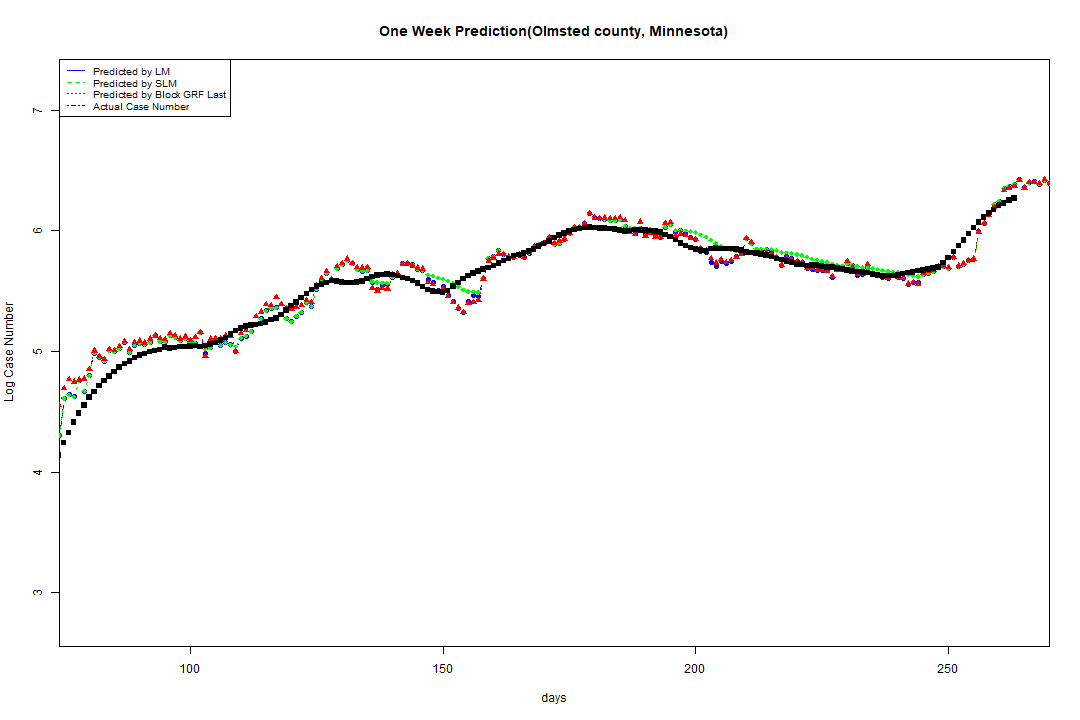 One Week Prediction(Olmsted county, Minnesota)
Predicted by LM
Predicted by SLM
Predicted by Block GRF Last
Actual Case Number
7
6
5
4
3
Log Case Number
100 150 200 250
days